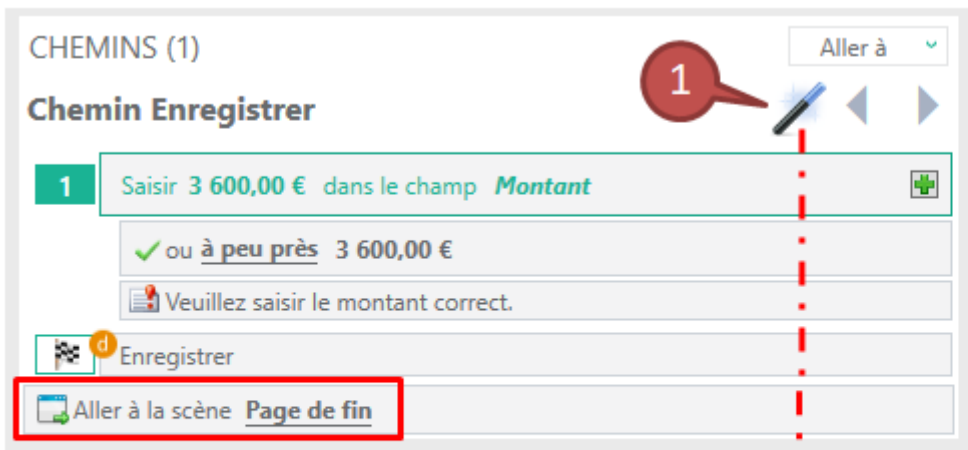 CHEMINS (1)
Aller à
1
Chemin Enregistrer
1 Saisir 3 600,00 € dans le champ Montant
ou à peu près 3 600,00 €
Veuillez saisir le montant correct.
d
Enregistrer
Aller à la scène Page de fin